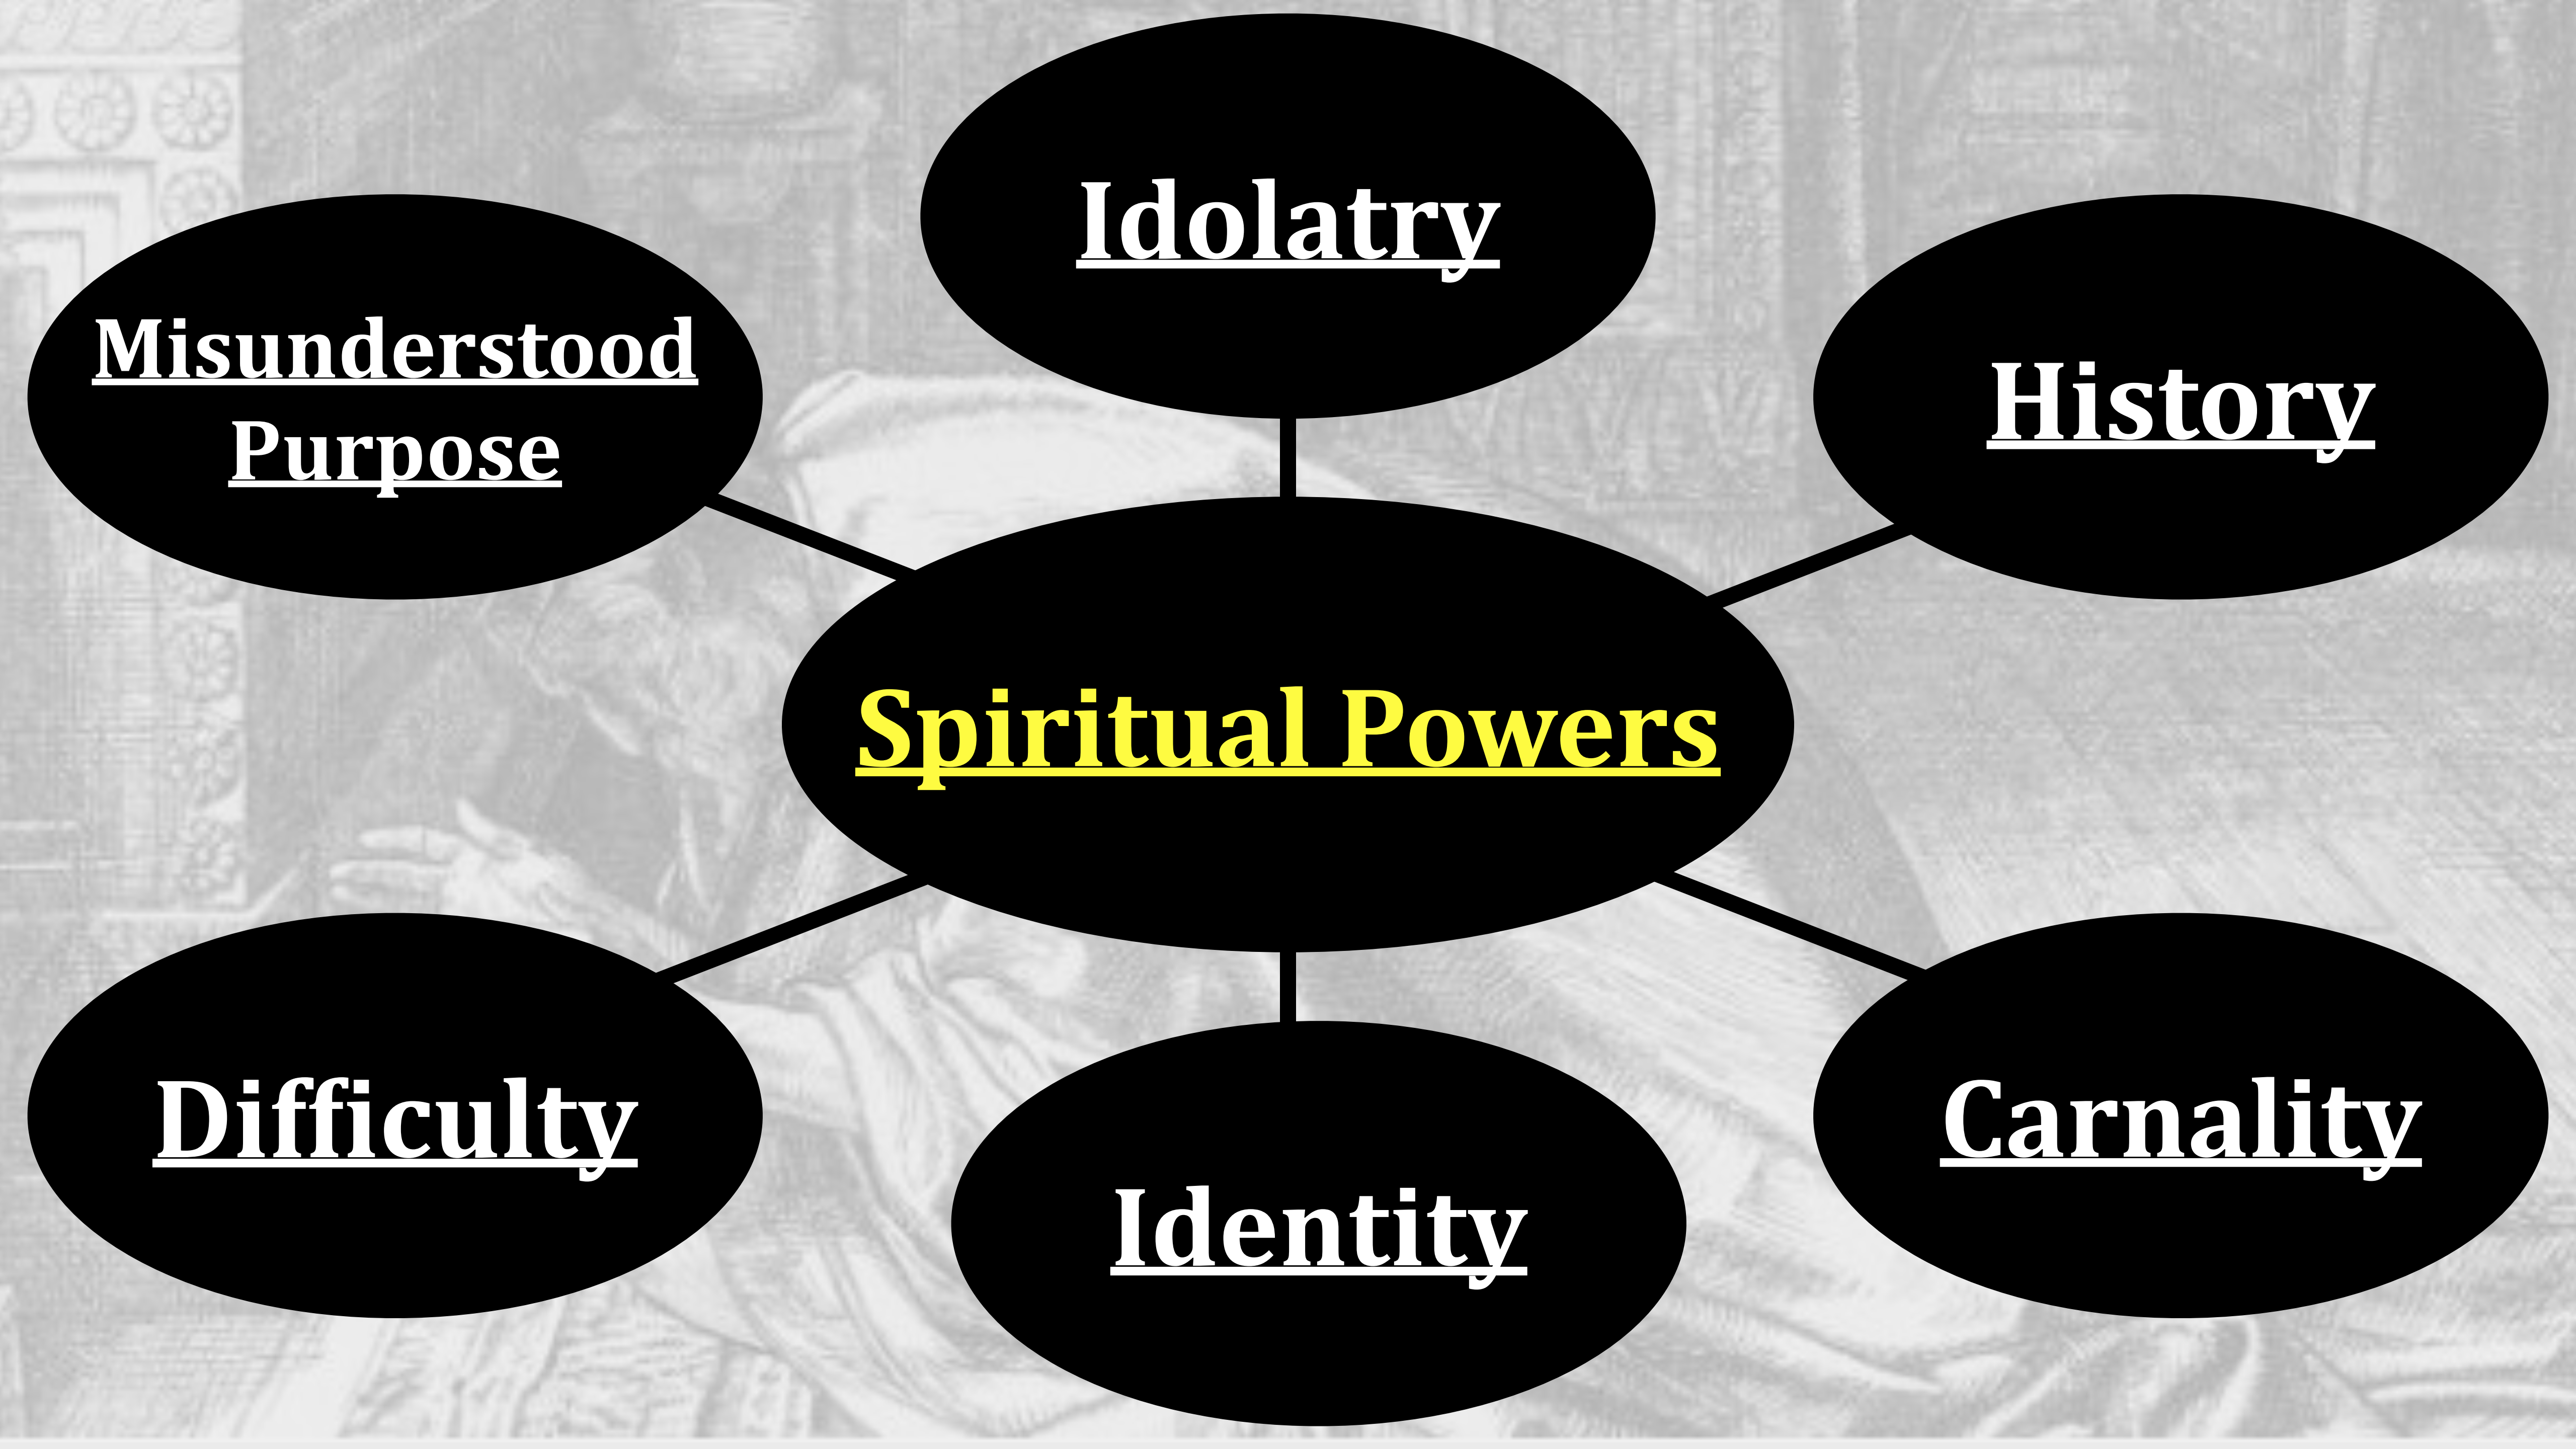 Idolatry
Misunderstood
Purpose
History
Spiritual Powers
Difficulty
Carnality
Identity